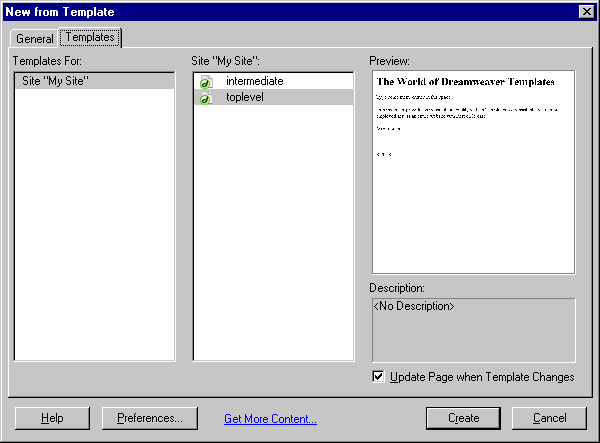 New from Template
General
Templates
Templates For:
Site "My Site"
Site "My Site":
intermediate
toplevel
Preview:
The World of Dreamweaver Templates
Description:
<No Description>
Update Page when Template Changes
Help
Preferences...
Get More Content...
Create
Cancel